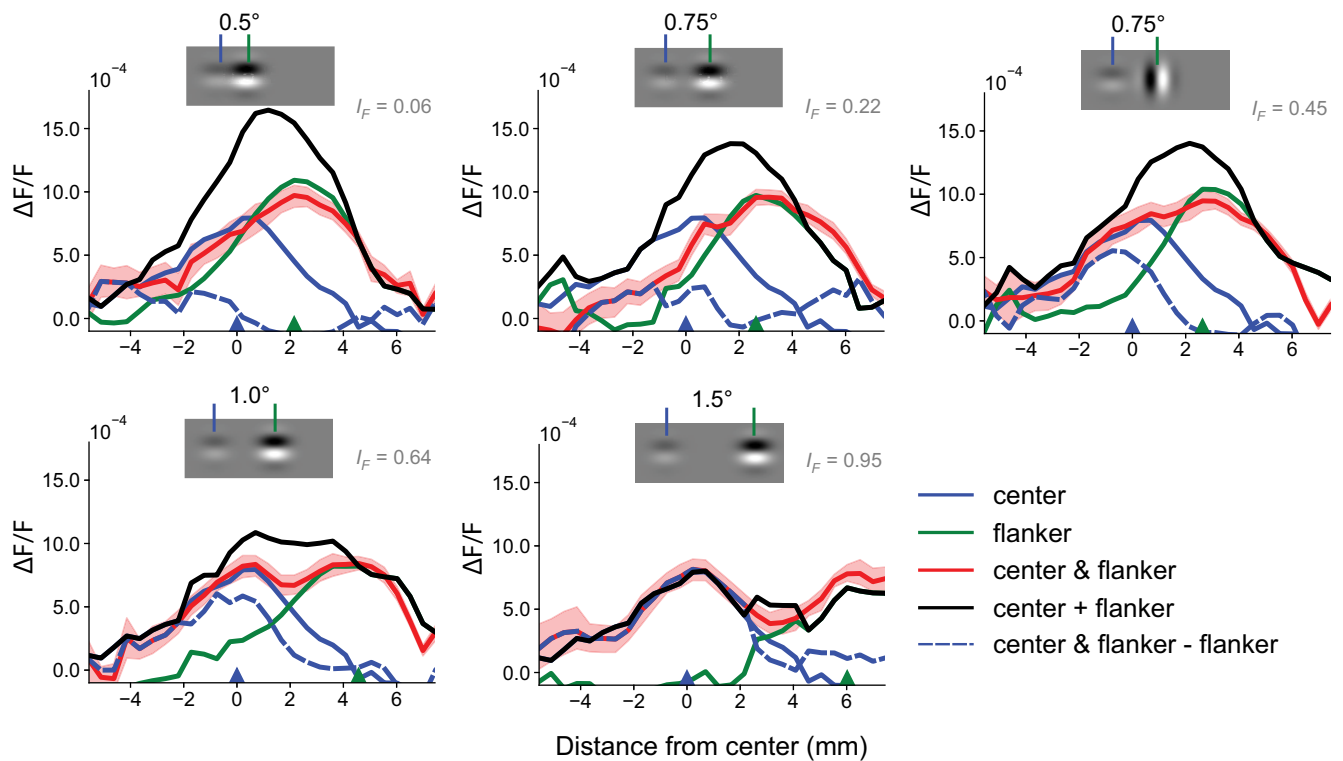 0.5°
10⁻⁴
I_F = 0.06
15.0
10.0
5.0
0.0
ΔF/F
−4 −2 0 2 4 6
0.75°
I_F = 0.22
−4 −2 0 2 4 6
ΔF/F
15.0
10.0
5.0
0.0
10⁻⁴
0.75°
10⁻⁴
I_F = 0.45
15.0
10.0
5.0
0.0
ΔF/F
−4 −2 0 2 4 6
1.0°
10⁻⁴
I_F = 0.64
15.0
10.0
5.0
0.0
ΔF/F
−4 −2 0 2 4 6
1.5°
10⁻⁴
I_F = 0.95
15.0
10.0
5.0
0.0
ΔF/F
−4 −2 0 2 4 6
Distance from center (mm)
center
flanker
center & flanker
center + flanker
center & flanker - flanker